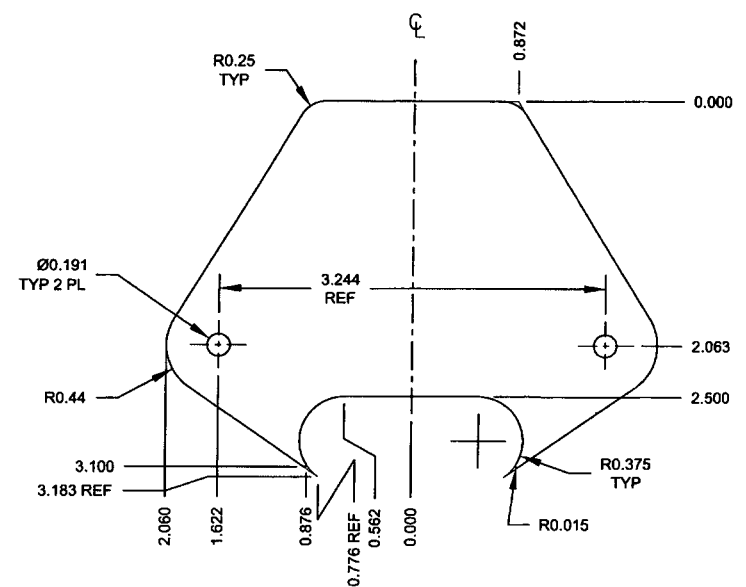 ℄
0.872
R0.25
TYP
0.000
Ø0.191
TYP 2 PL
3.244
REF
2.063
R0.44
2.500
3.100
3.183 REF
R0.375
TYP
R0.015
2.060
1.622
0.876
0.776 REF
0.562
0.000